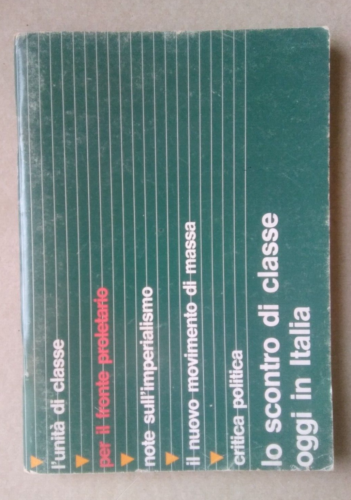 l'unità di classe
per il fronte proletario
note sull'imperialismo
il nuovo movimento di massa
critica politica
lo scontro di classe
oggi in Italia